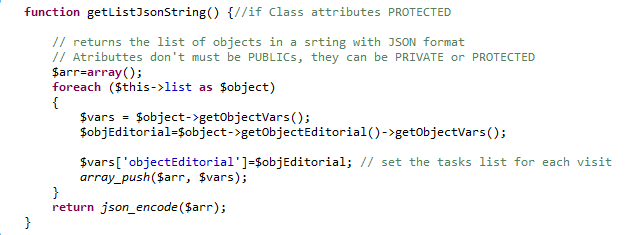 function getListJsonString() {//if Class attributes PROTECTED
// returns the list of objects in a srting with JSON format
// Atributtes don't must be PUBLICs, they can be PRIVATE or PROTECTED
$arr=array();
foreach ($this->list as $object)
{
$vars = $object->getObjectVars();
$objEditorial=$object->getObjectEditorial()->getObjectVars();
$vars['objectEditorial']=$objEditorial; // set the tasks list for each visit
array_push($arr, $vars);
}
return json_encode($arr);
}